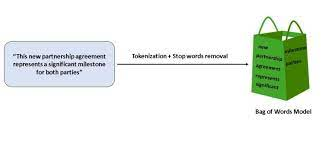 “This new partnership agreement
represents a significant milestone
for both parties”
Tokenization + Stop words removal
new
Partnership
Agreement
represents
significant
milestones
parties
Bag of Words Model